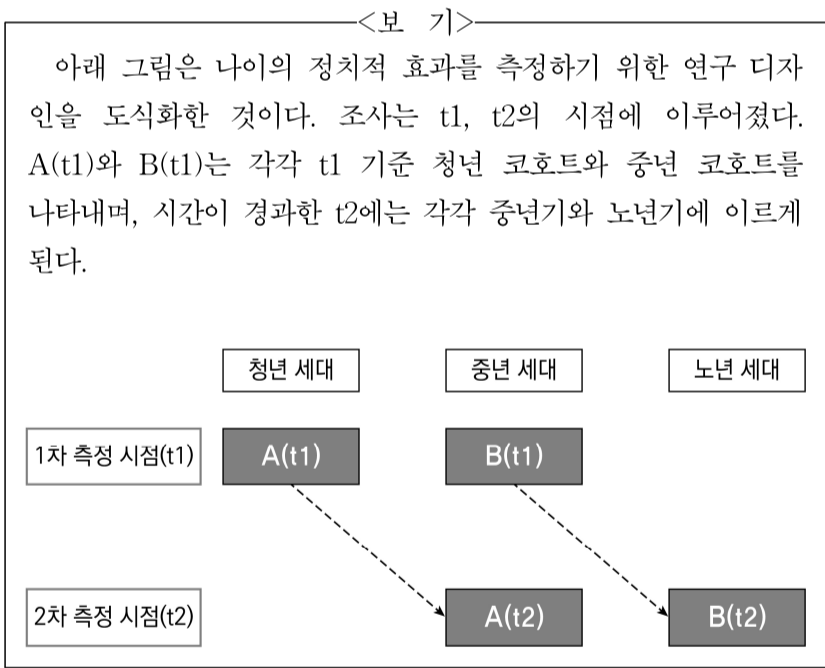 <보 기>
아래 그림은 나이의 정치적 효과를 측정하기 위한 연구 디자
인을 도식화한 것이다. 조사는 t1, t2의 시점에 이루어졌다.
A(t1)와 B(t1)는 각각 t1 기준 청년 코호트와 중년 코호트를
나타내며, 시간이 경과한 t2에는 각각 중년기와 노년기에 이르게
된다.
청년 세대 중년 세대 노년 세대
1차 측정 시점(t1) A(t1) B(t1)
2차 측정 시점(t2) A(t2) B(t2)